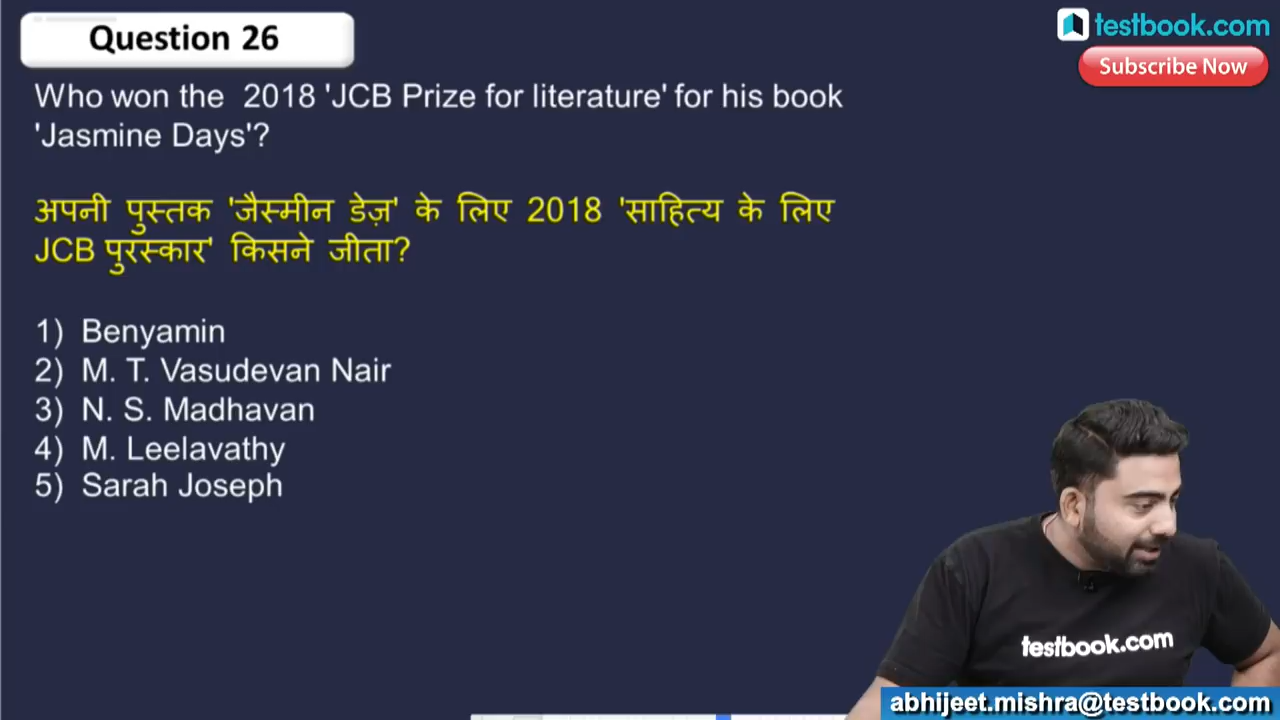 Question 26
testbook.com
Subscribe Now
Who won the 2018 'JCB Prize for literature' for his book
'Jasmine Days'?
अपनी पुस्तक 'जैस्मीन डेज़' के लिए 2018 'साहित्य के लिए
JCB पुरस्कार' किसने जीता?
1) Benyamin
2) M. T. Vasudevan Nair
3) N. S. Madhavan
4) M. Leelavathy
5) Sarah Joseph
testbook.com
abhijeet.mishra@testbook.com